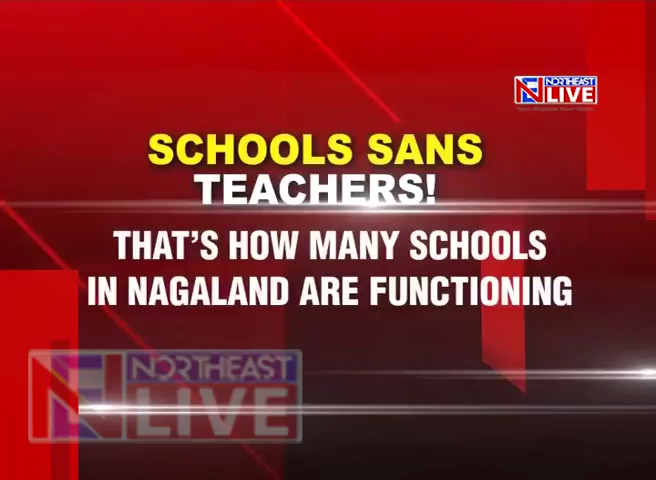 NORTHEAST
LIVE
SCHOOLS SANS
TEACHERS!
THAT'S HOW MANY SCHOOLS
IN NAGALAND ARE FUNCTIONING
NORTHEAST
LIVE